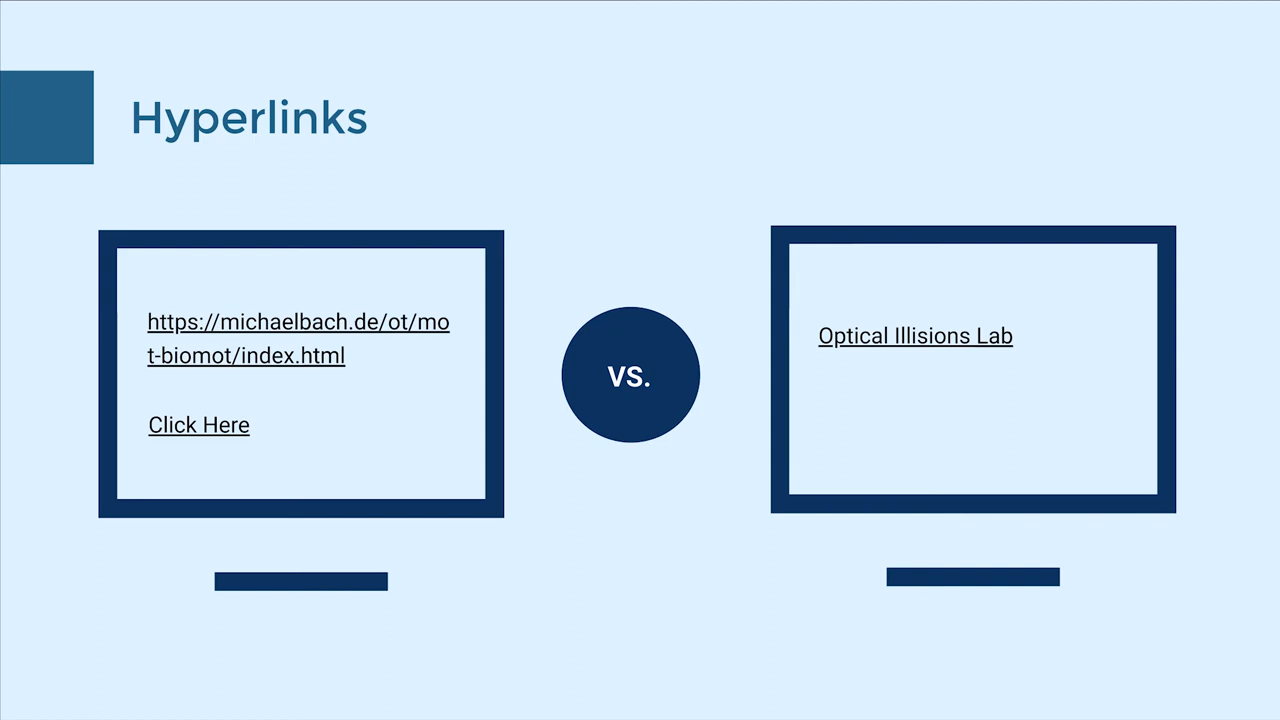 Hyperlinks
https://michaelbach.de/ot/mo
t-biomot/index.html
Click Here
VS.
Optical Illisions Lab